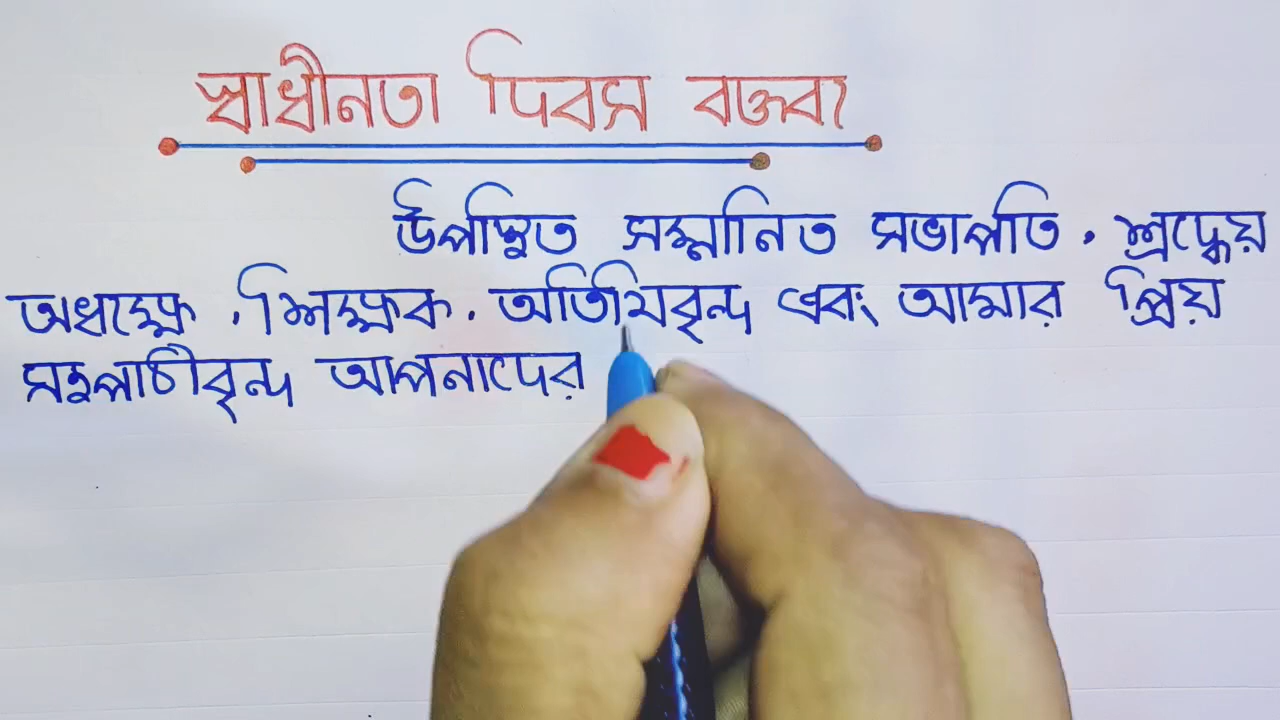 স্বাধীনতা দিবস বক্তব্য
উপস্থিত সম্মানিত সভাপতি, শ্রদ্ধেয়
অধ্যক্ষ, শিক্ষক, অতিথিবৃন্দ এবং আমার প্রিয়
সহপাঠীবৃন্দ আপনাদের